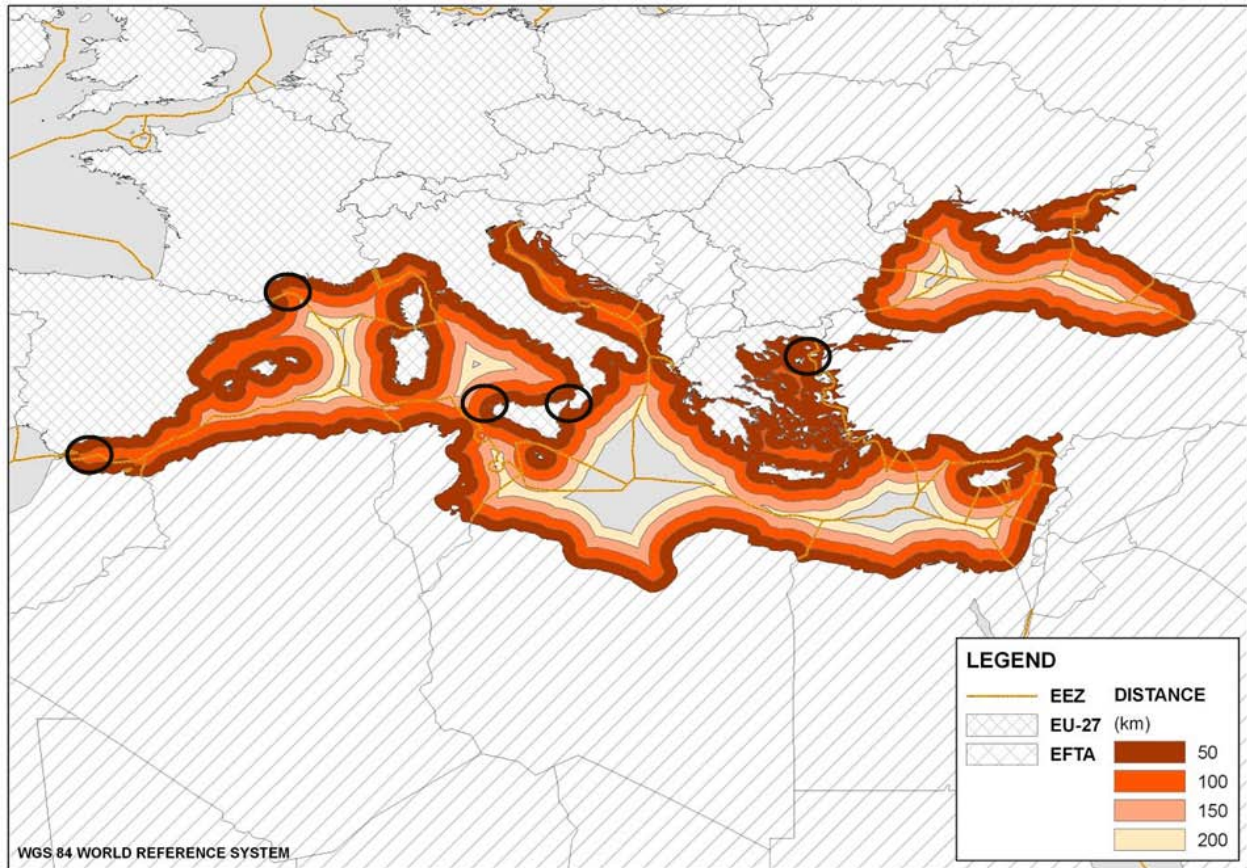 LEGEND
EEZ DISTANCE
EU-27 (km)
EFTA 50
100
150
200
WGS 84 WORLD REFERENCE SYSTEM